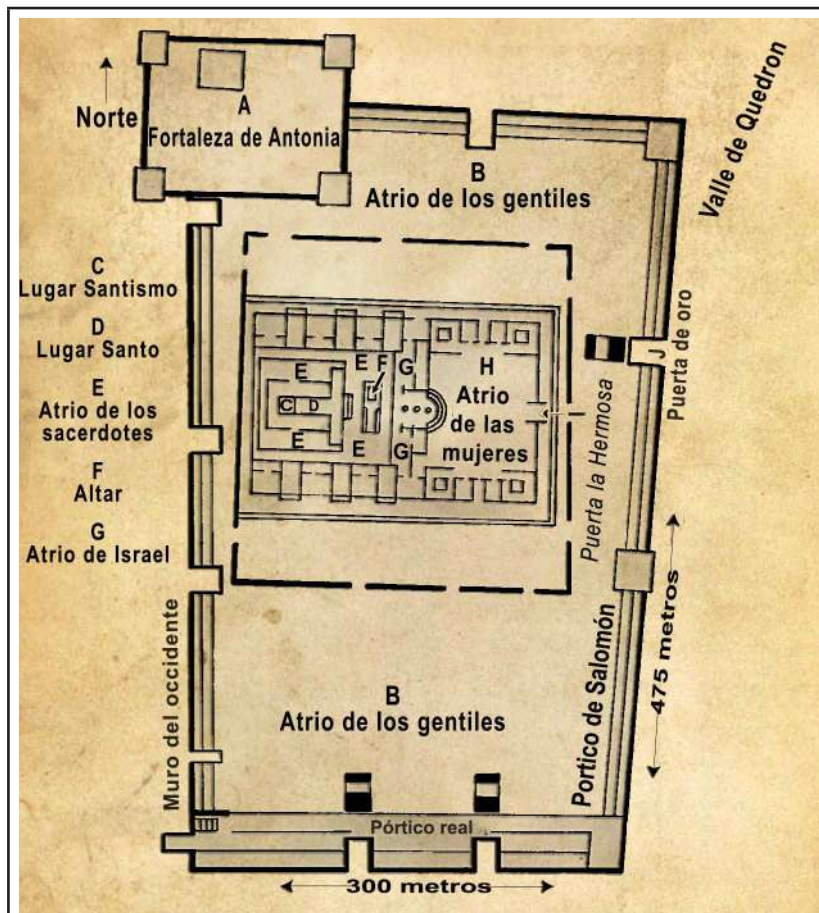 Norte
A
Fortaleza de Antonia
Valle de Quedron
B
Atrio de los gentiles
C
Lugar Santismo
D
Lugar Santo
E
Atrio de los
sacerdotes
F
Altar
G
Atrio de Israel
J
Puerta de oro
E
F
G
H
Atrio
de las
mujeres
E
C
D
E
E
G
Puerta la Hermosa
Muro del occidente
B
Atrio de los gentiles
Portico de Salomón
475 metros
Pórtico real
300 metros